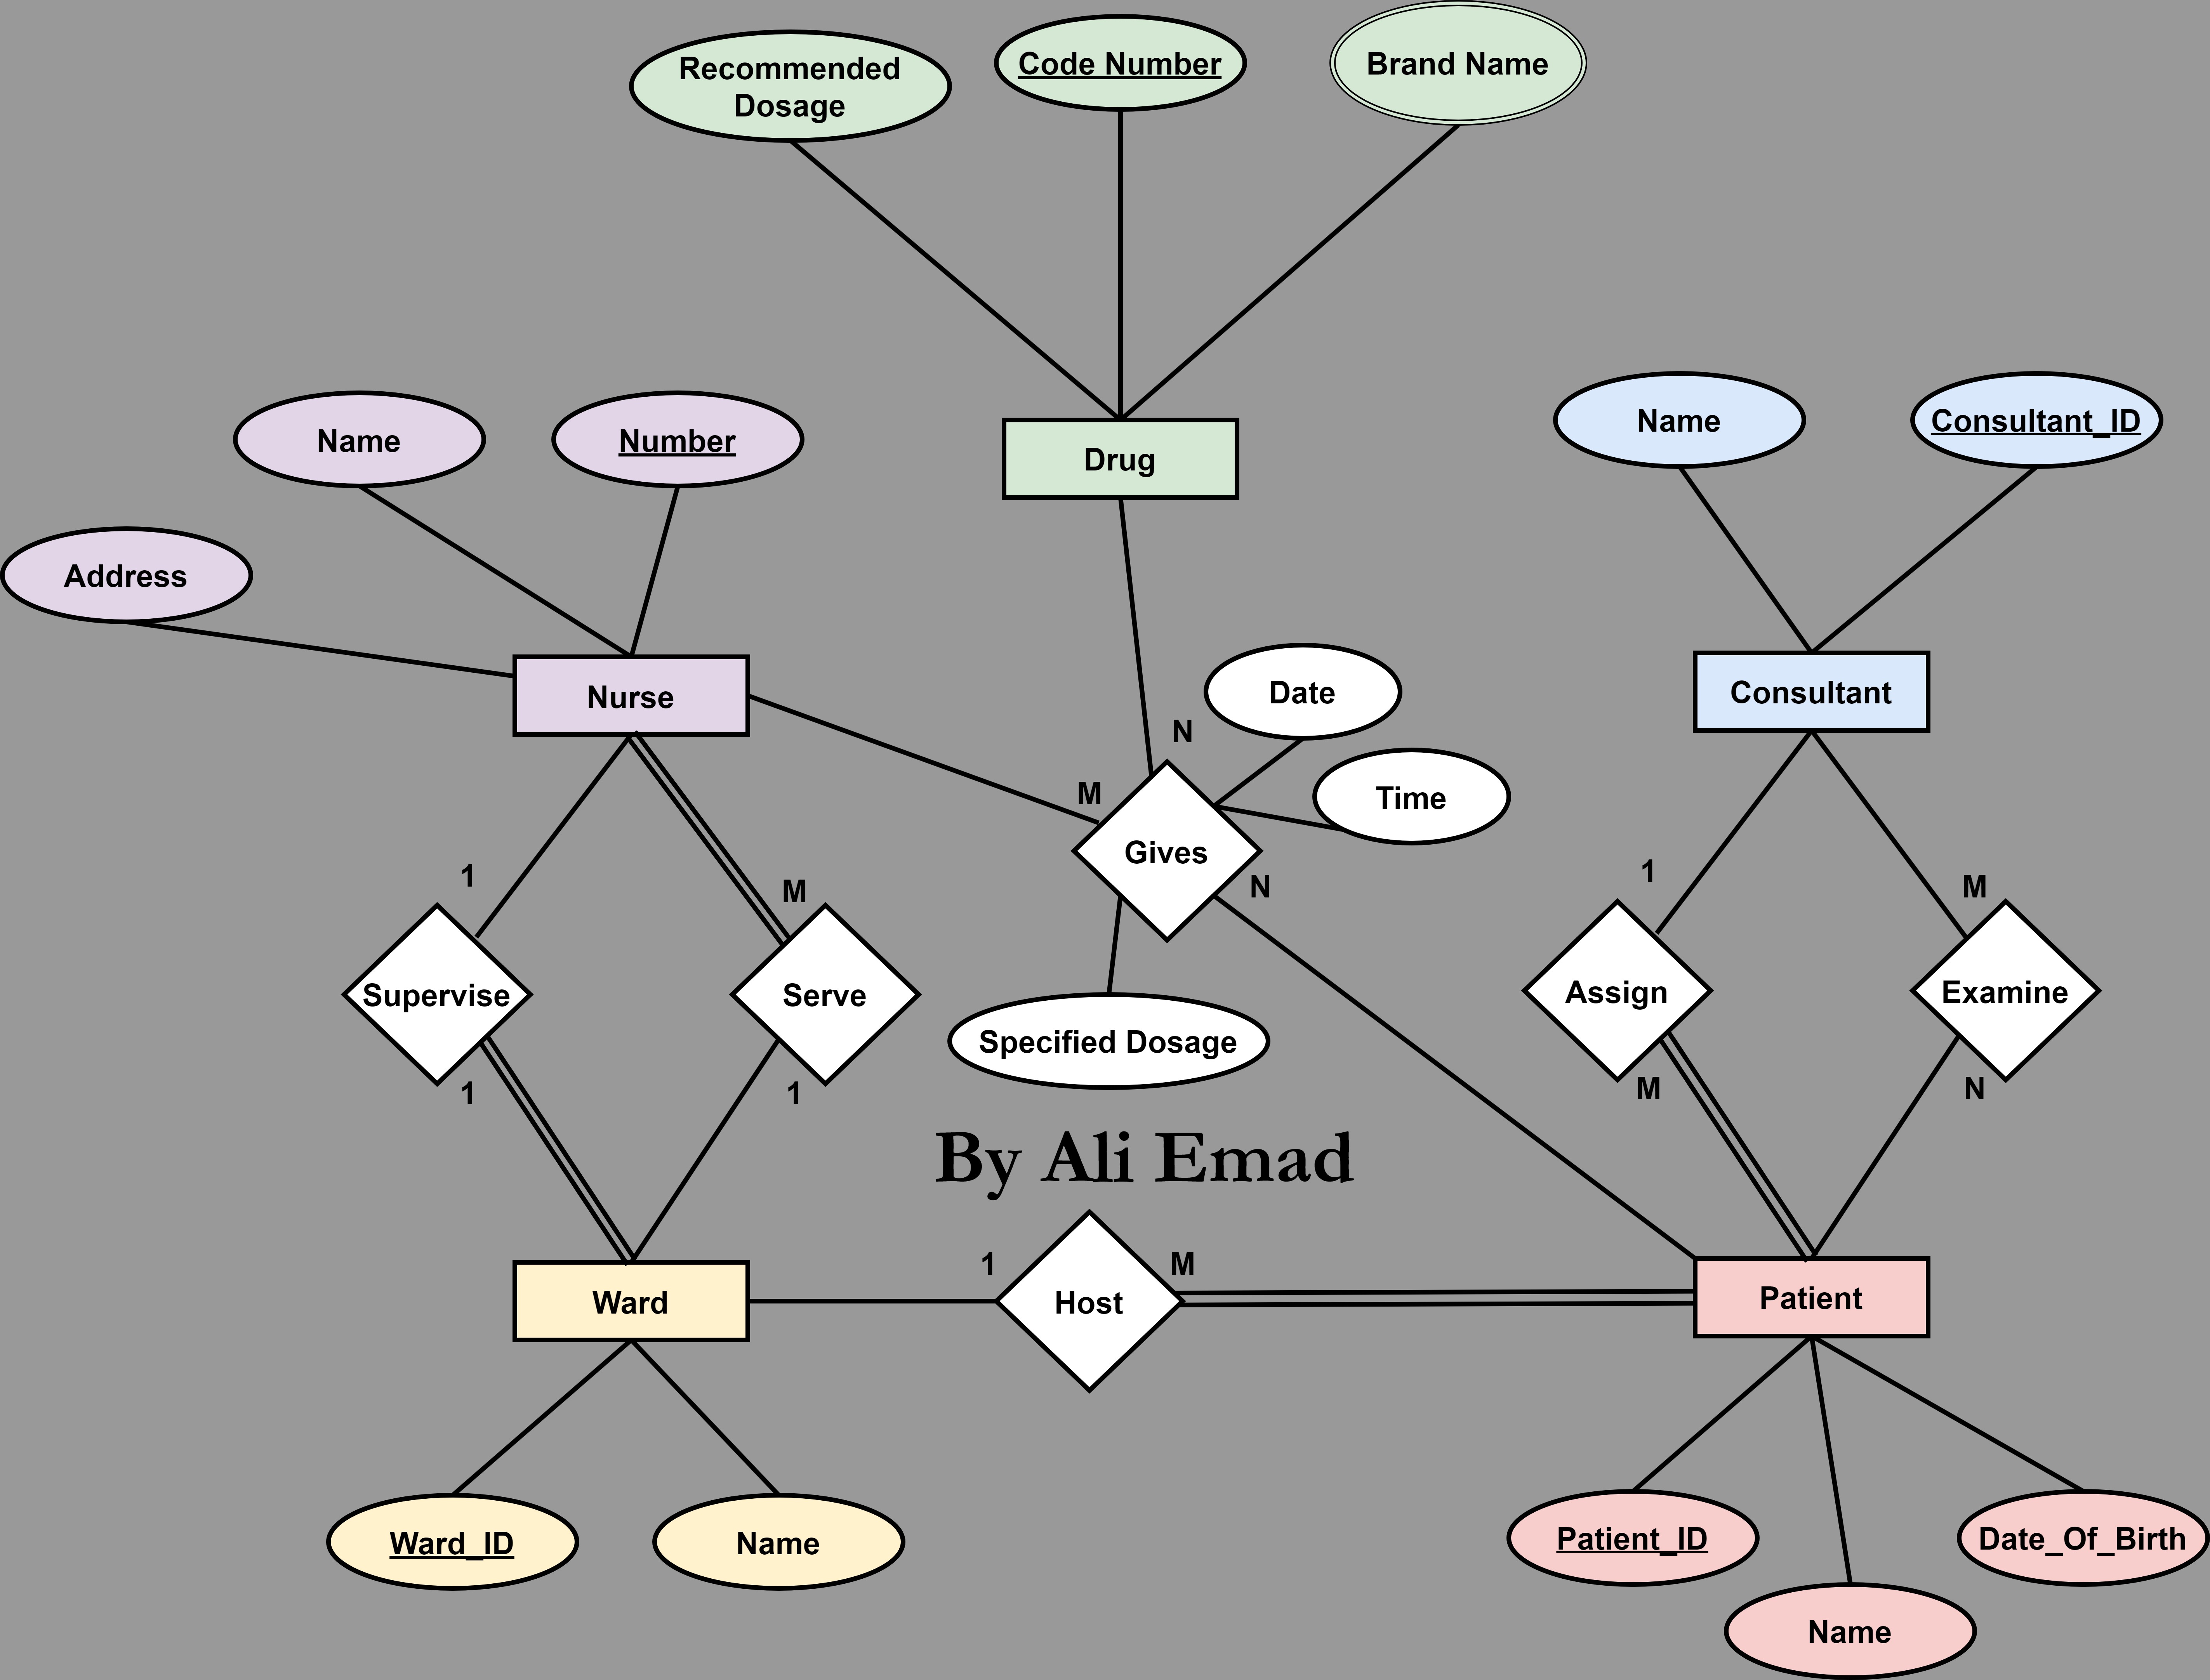 Recommended
Dosage
Code Number
Brand Name
Drug
Name
Number
Address
Nurse
Name
Consultant_ID
Consultant
Date
Time
N
M
Gives
N
Specified Dosage
1
Supervise
1
M
Serve
1
1
Assign
M
M
Examine
N
By Ali Emad
Ward
1
Host
M
Patient
Ward_ID
Name
Patient_ID
Date_Of_Birth
Name